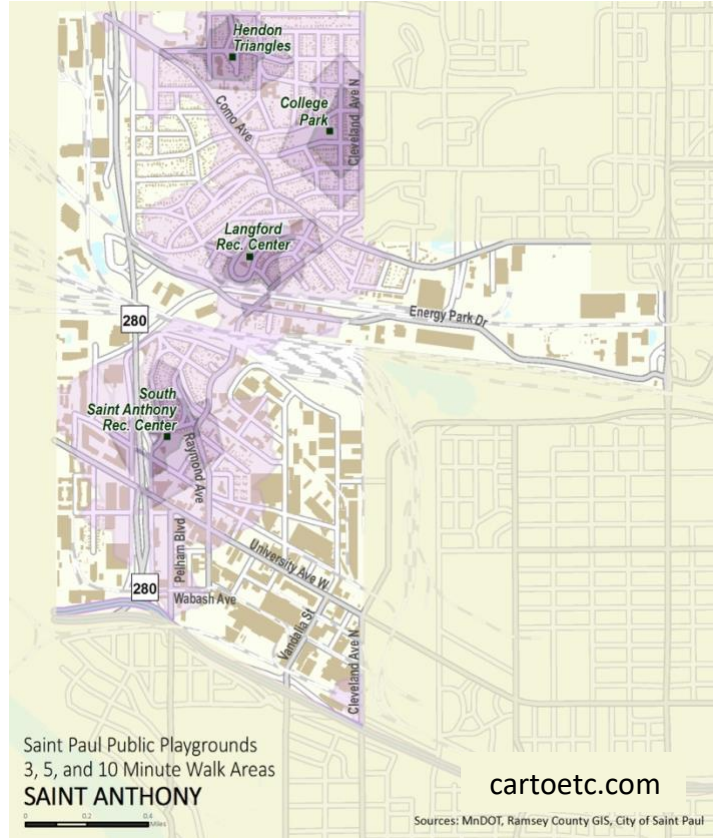 Hendon
Triangles
College
Park
Como Ave
Cleveland Ave N
Langford
Rec. Center
Energy Park Dr
280
South
Saint Anthony
Rec. Center
Raymond Ave
Pelham Blvd
University Ave W
280
Wabash Ave
Vandalia St
Cleveland Ave N
Saint Paul Public Playgrounds
3, 5, and 10 Minute Walk Areas
SAINT ANTHONY
0 0.2 0.4
Miles
cartoetc.com
Sources: MnDOT, Ramsey County GIS, City of Saint Paul